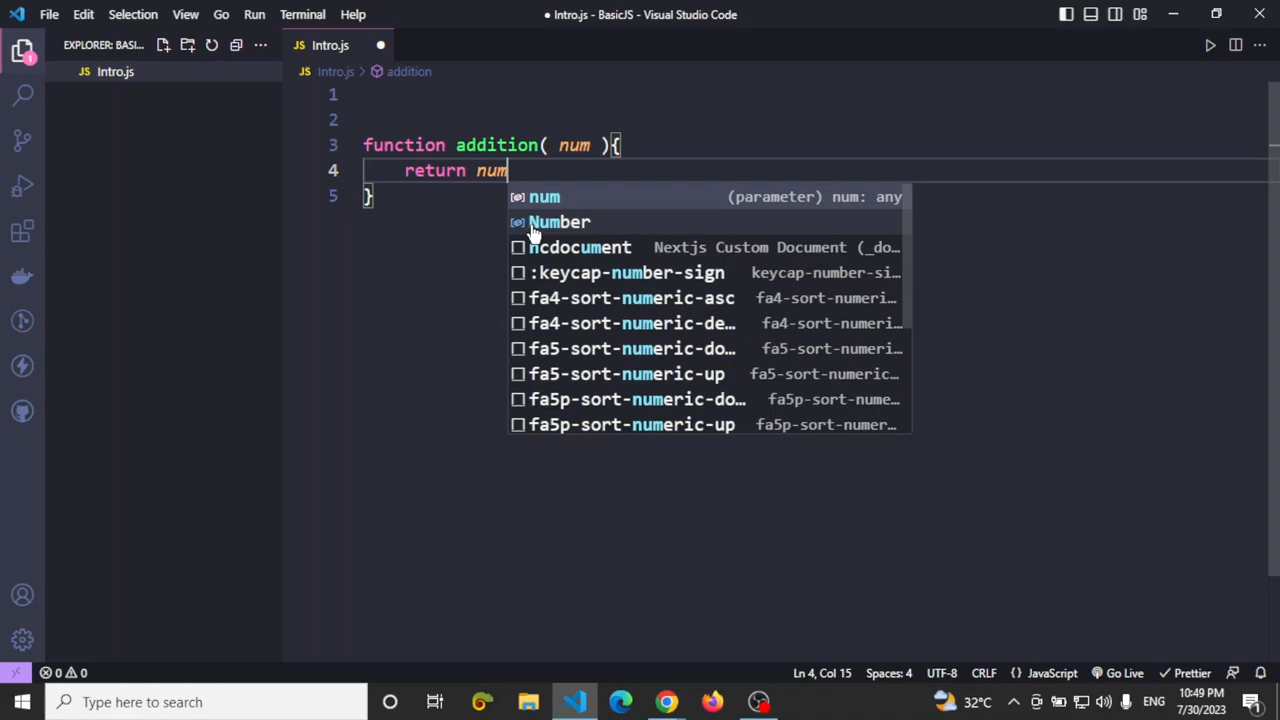 File Edit Selection View Go Run Terminal Help
● Intro.js - BasicJS - Visual Studio Code
EXPLORER: BASI...
JS Intro.js
JS Intro.js ●
JS Intro.js > addition
1
2
3 function addition( num ){
4 return num
5 }
num (parameter) num: any
Number
ncdocument Nextjs Custom Document (_do...
:keycap-number-sign keycap-number-si...
fa4-sort-numeric-asc fa4-sort-numeri...
fa4-sort-numeric-de... fa4-sort-numeri...
fa5-sort-numeric-do... fa5-sort-numeri...
fa5-sort-numeric-up fa5-sort-numeric...
fa5p-sort-numeric-do... fa5p-sort-nume...
fa5p-sort-numeric-up fa5p-sort-numer...
1
0 0
Ln 4, Col 15 Spaces: 4 UTF-8 CRLF {} JavaScript Go Live Prettier
Type here to search
32°C
ENG
10:49 PM
7/30/2023
1